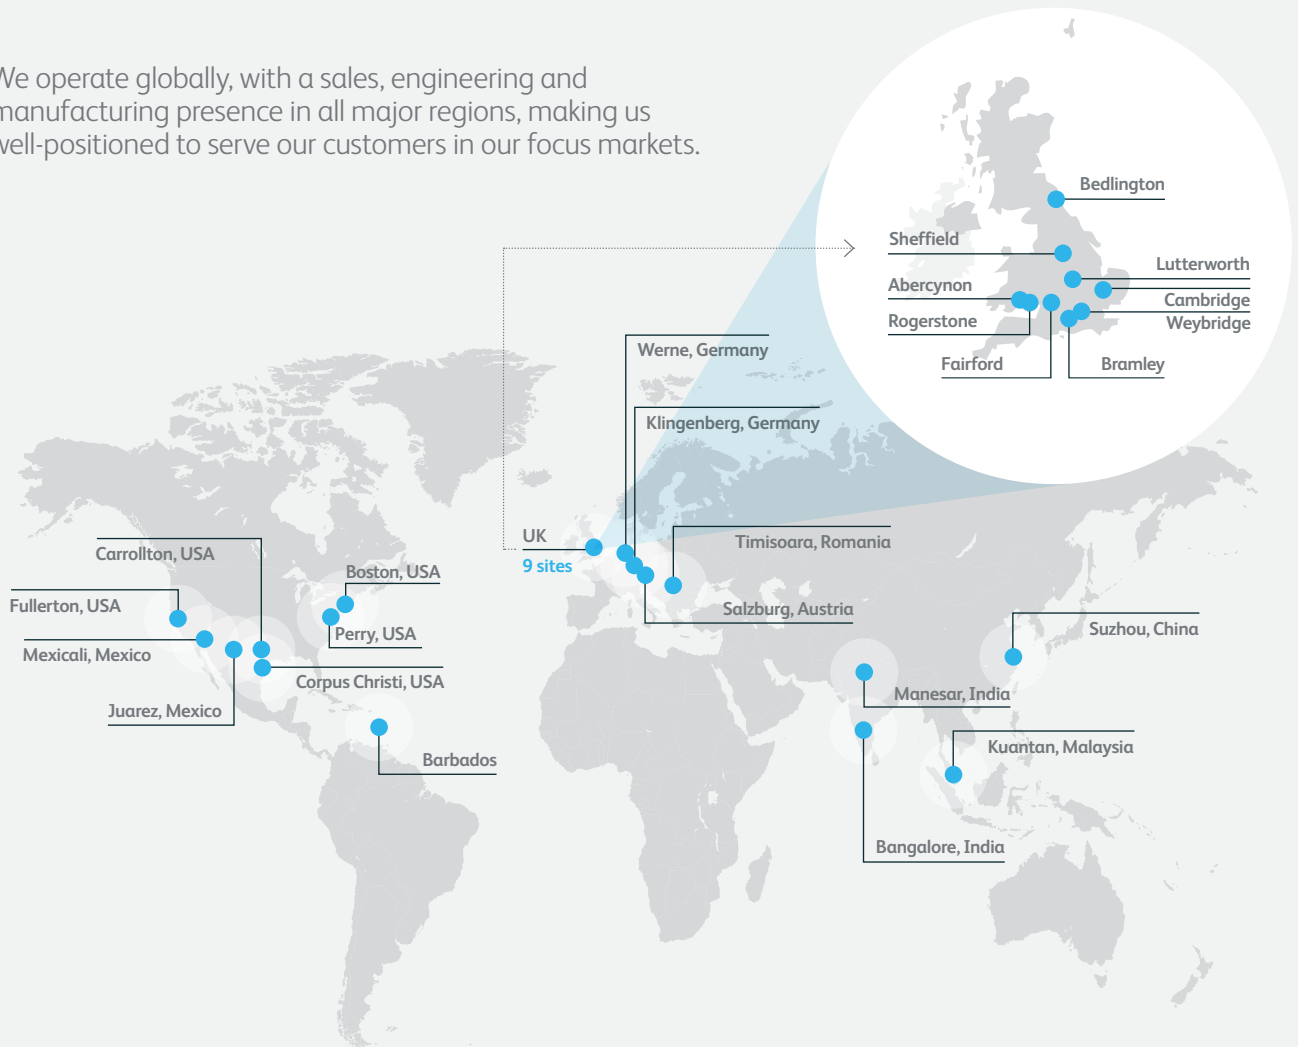 We operate globally, with a sales, engineering and
manufacturing presence in all major regions, making us
well-positioned to serve our customers in our focus markets.
Bedlington
Sheffield
Lutterworth
Abercynon
Cambridge
Rogerstone
Weybridge
Fairford
Bramley
Werne, Germany
Klingenberg, Germany
UK
9 sites
Timisoara, Romania
Salzburg, Austria
Carrollton, USA
Boston, USA
Fullerton, USA
Perry, USA
Mexicali, Mexico
Corpus Christi, USA
Juarez, Mexico
Barbados
Suzhou, China
Manesar, India
Kuantan, Malaysia
Bangalore, India